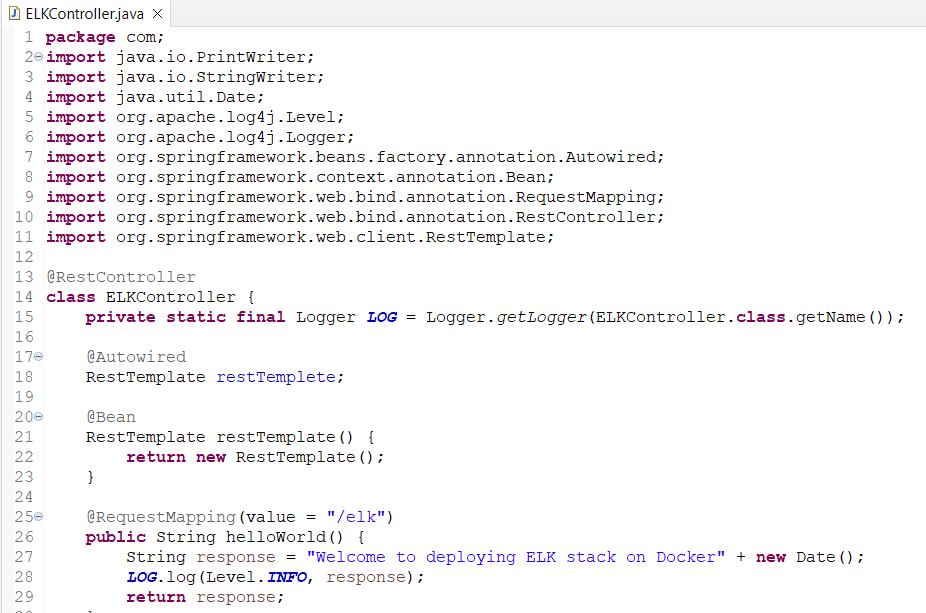 ELKController.java
1 package com;
2 import java.io.PrintWriter;
3 import java.io.StringWriter;
4 import java.util.Date;
5 import org.apache.log4j.Level;
6 import org.apache.log4j.Logger;
7 import org.springframework.beans.factory.annotation.Autowired;
8 import org.springframework.context.annotation.Bean;
9 import org.springframework.web.bind.annotation.RequestMapping;
10 import org.springframework.web.bind.annotation.RestController;
11 import org.springframework.web.client.RestTemplate;
12
13 @RestController
14 class ELKController {
15     private static final Logger LOG = Logger.getLogger(ELKController.class.getName());
16
17     @Autowired
18     RestTemplate restTemplete;
19
20     @Bean
21     RestTemplate restTemplate() {
22         return new RestTemplate();
23     }
24
25     @RequestMapping(value = "/elk")
26     public String helloWorld() {
27         String response = "Welcome to deploying ELK stack on Docker" + new Date();
28         LOG.log(Level.INFO, response);
29         return response;